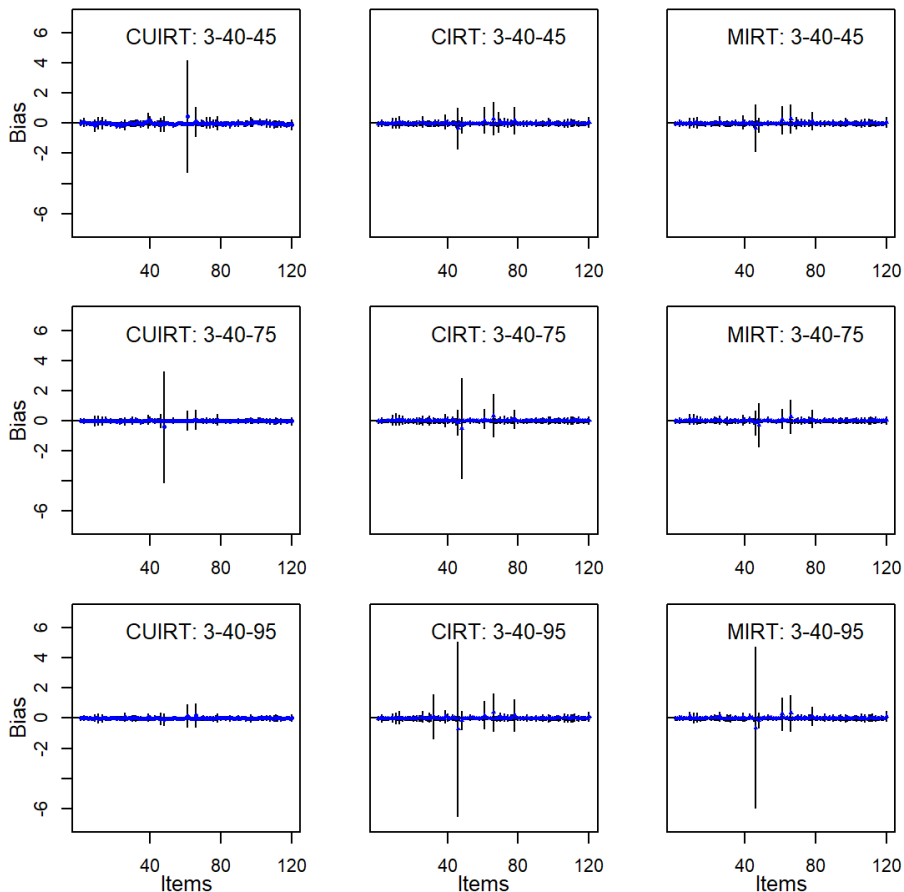 CUIRT: 3-40-45
CIRT: 3-40-45
MIRT: 3-40-45
Bias
6
4
2
0
-2
-6
40 80 120
40 80 120
40 80 120
CUIRT: 3-40-75
CIRT: 3-40-75
MIRT: 3-40-75
Bias
6
4
2
0
-2
-6
40 80 120
40 80 120
40 80 120
CUIRT: 3-40-95
CIRT: 3-40-95
MIRT: 3-40-95
Bias
6
4
2
0
-2
-6
40 80 120
40 80 120
40 80 120
Items
Items
Items